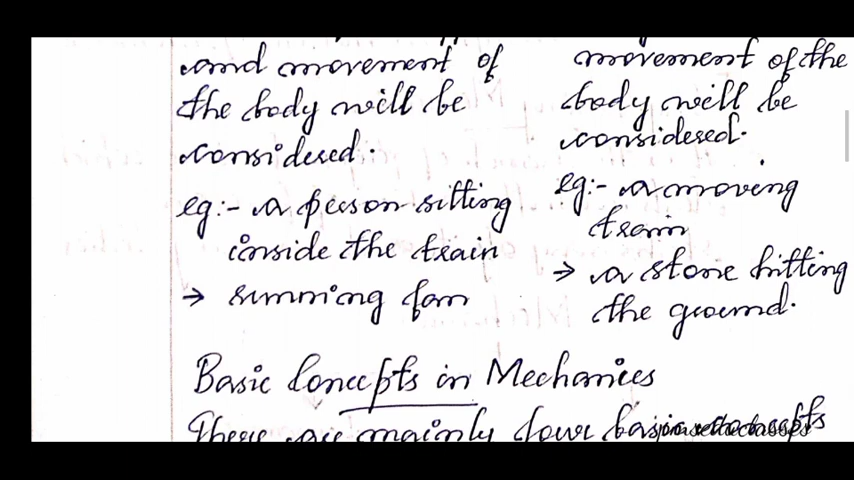 and movement of
the body will be
considered.
eg:- a person sitting
inside the train
→ running fan
movement of the
body will be
considered.
eg:- a moving
train
→ a stone hitting
the ground.
Basic Concepts in Mechanics
There are mainly four basic concepts